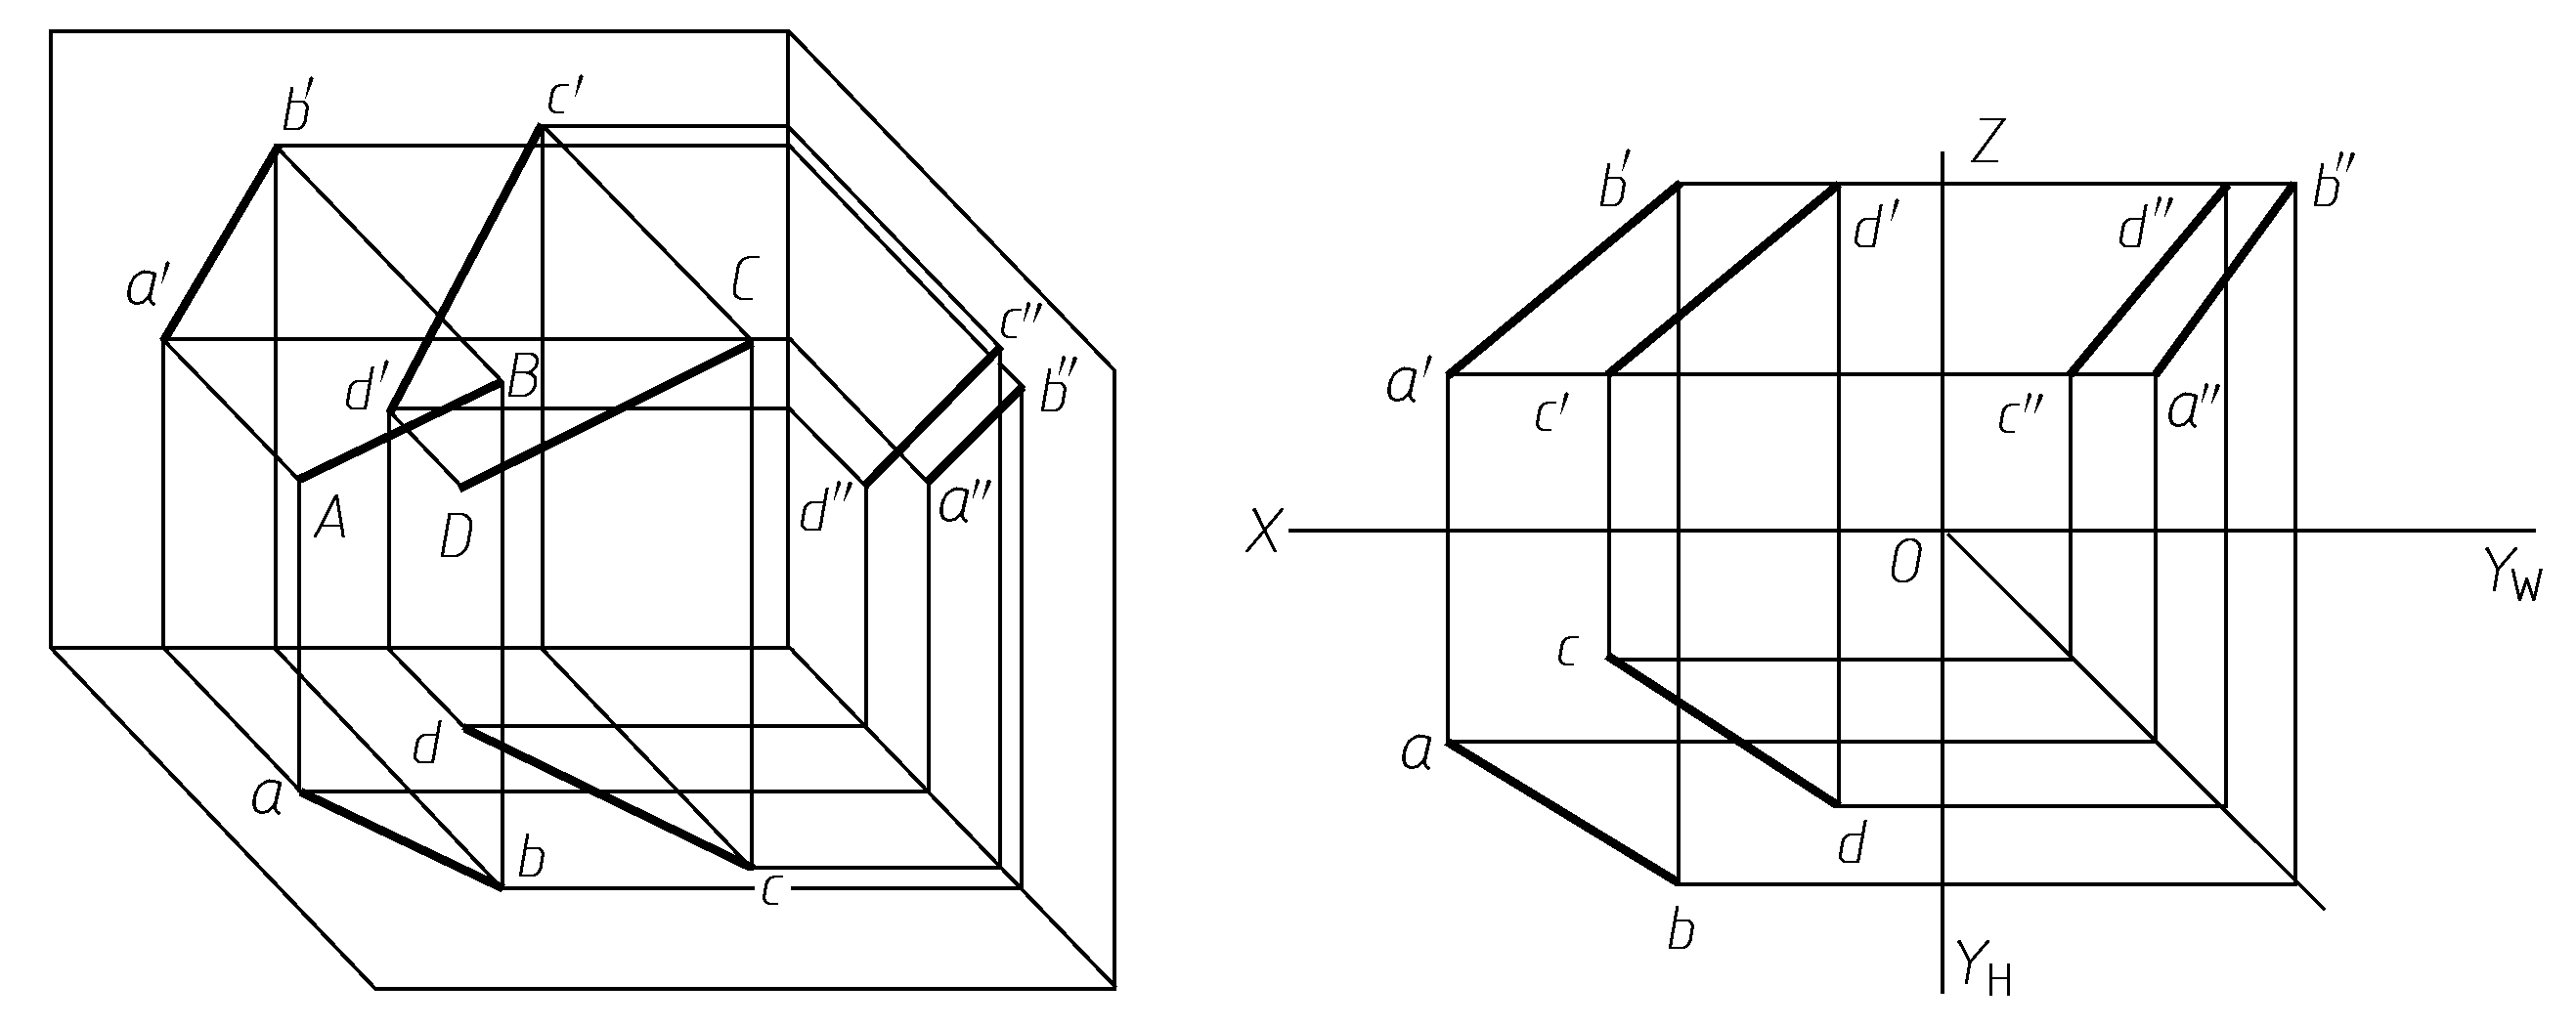 b′ c′
a′ C
c″
d′ B b″
A D d″ a″
d
a
b c
Z
b′ d′ d″ b″
a′ c′ c″ a″
X O Y_W
c
a
d
b
Y_H